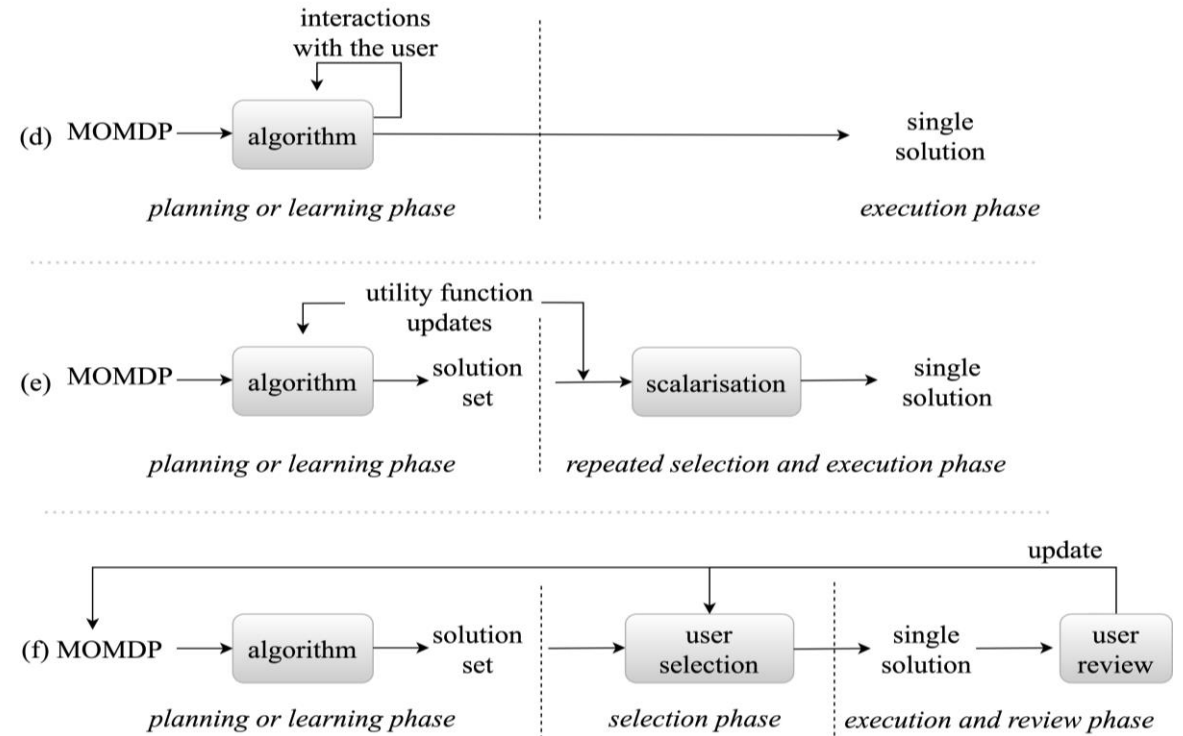 interactions
with the user
(d) MOMDP
algorithm
single
solution
planning or learning phase
execution phase
utility function
updates
(e) MOMDP
algorithm
solution
set
scalarisation
single
solution
planning or learning phase
repeated selection and execution phase
update
(f) MOMDP
algorithm
solution
set
user
selection
single
solution
user
review
planning or learning phase
selection phase
execution and review phase